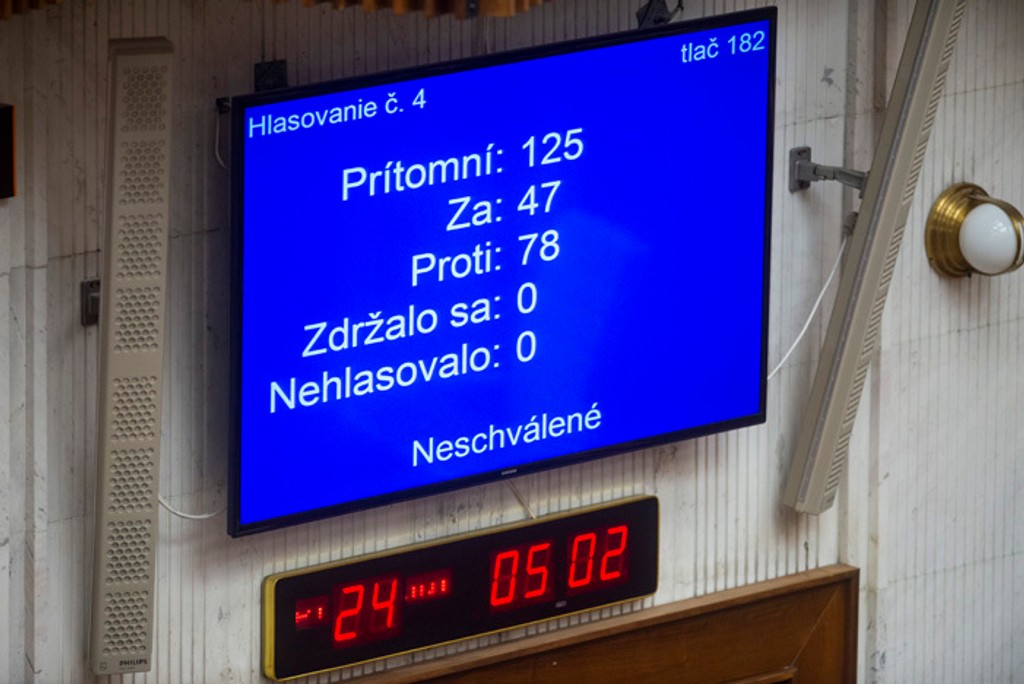 Hlasovanie č. 4
tlač 182
Prítomní: 125
Za: 47
Proti: 78
Zdržalo sa: 0
Nehlasovalo: 0
Neschválené
24 05 02
PHILIPS